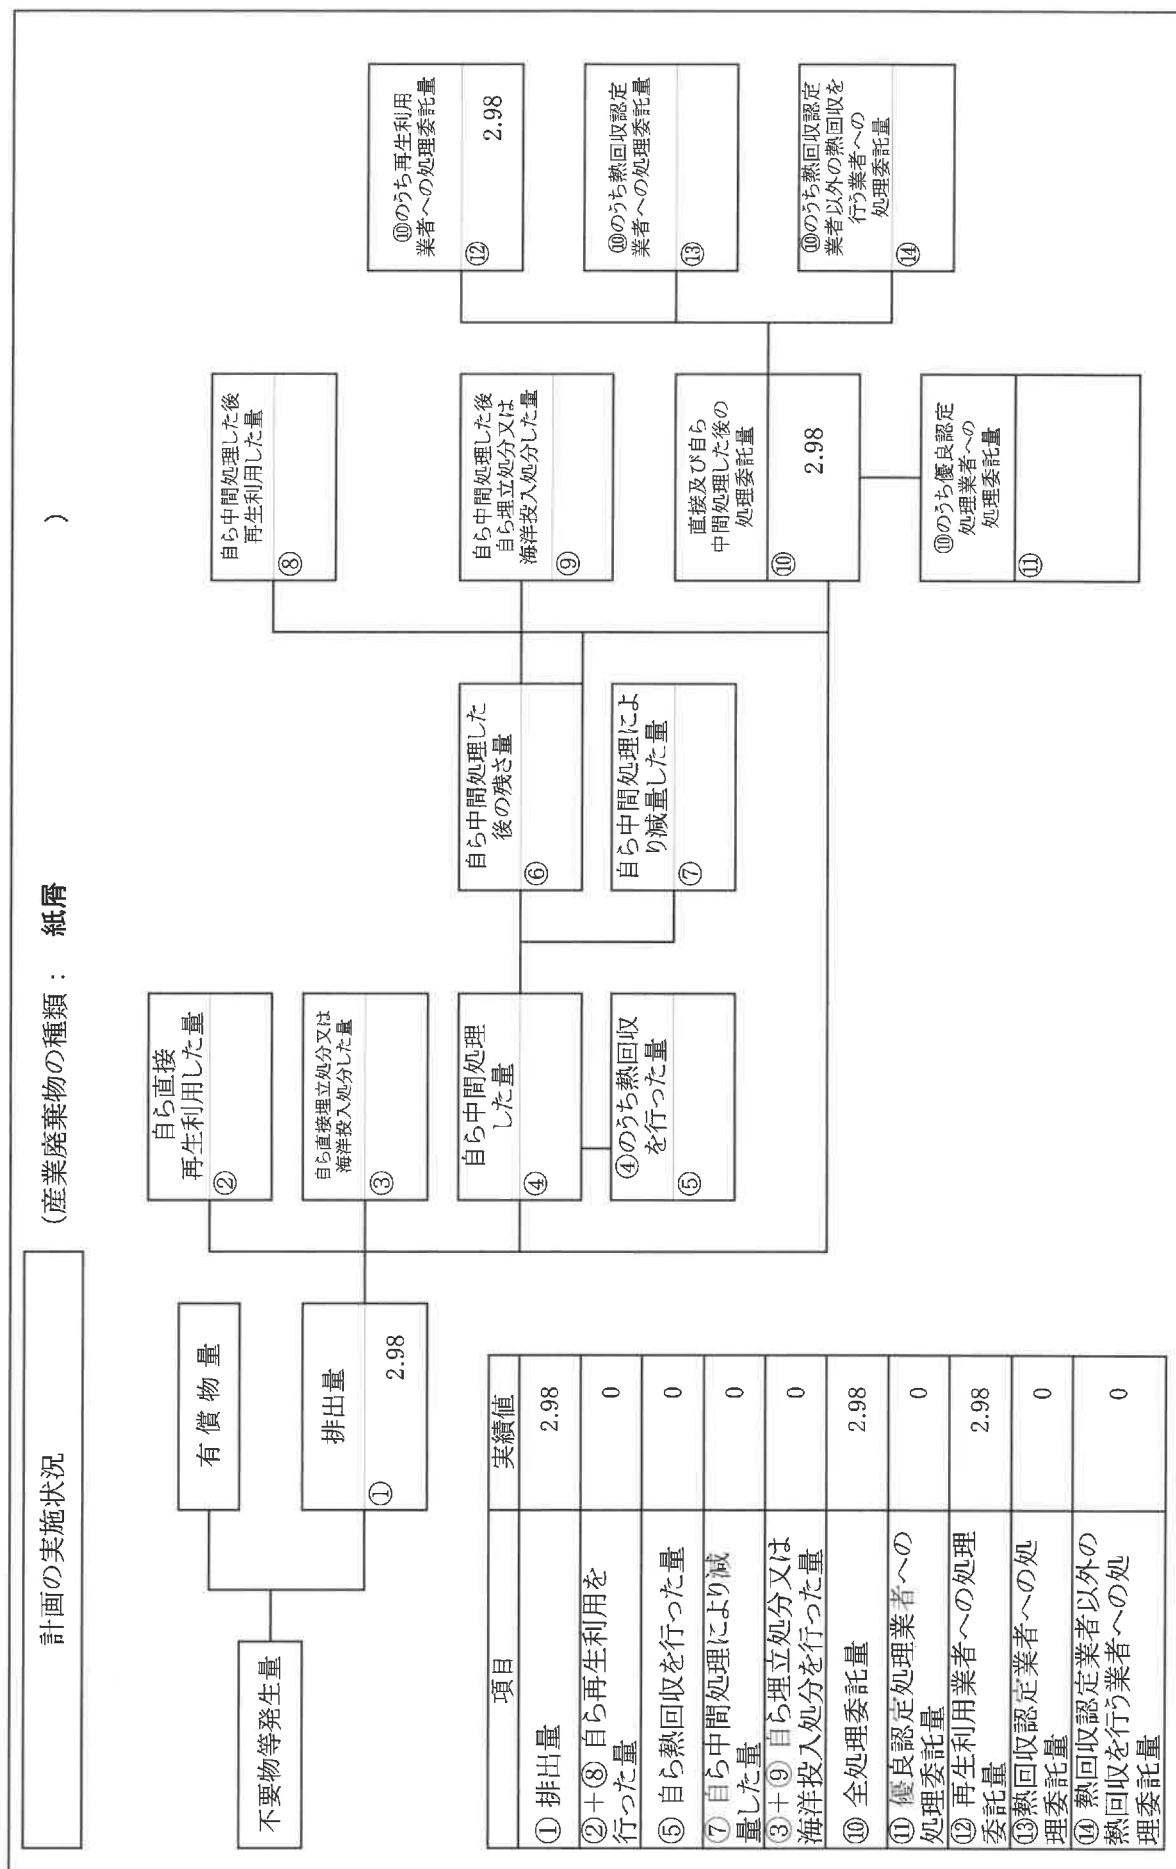 計画の実施状況
(産業廃棄物の種類： 紙屑 )
不要物等発生量
有 償 物 量
排出量
① 2.98
自ら直接
再生利用した量
②
自ら直接埋立処分又は
海洋投入処分した量
③
自ら中間処理
した量
④
④のうち熱回収
を行った量
⑤
自ら中間処理した
後の残さ量
⑥
自ら中間処理によ
り減量した量
⑦
自ら中間処理した後
再生利用した量
⑧
自ら中間処理した後
自ら埋立処分又は
海洋投入処分した量
⑨
直接及び自ら
中間処理した後の
処理委託量
⑩ 2.98
⑩のうち優良認定
処理業者への
処理委託量
⑪
⑩のうち再生利用
業者への処理委託量
⑫ 2.98
⑩のうち熱回収認定
業者への処理委託量
⑬
⑩のうち熱回収認定
業者以外の熱回収を
行う業者への
処理委託量
⑭
項目 実績値
① 排出量 2.98
②＋⑧ 自ら再生利用を
行った量 0
⑤ 自ら熱回収を行った量 0
⑦ 自ら中間処理により減
量した量 0
③＋⑨ 自ら埋立処分又は
海洋投入処分を行った量 0
⑩ 全処理委託量 2.98
⑪ 優良認定処理業者への
処理委託量 0
⑫ 再生利用業者への処理
委託量 2.98
⑬熱回収認定業者への処
理委託量 0
⑭ 熱回収認定業者以外の
熱回収を行う業者への処
理委託量 0